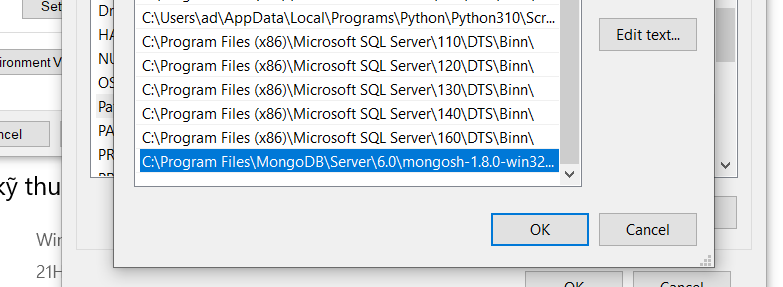 Set
C:\Users\ad\AppData\Local\Programs\Python\Python310\Scr...
C:\Program Files (x86)\Microsoft SQL Server\110\DTS\Binn\
C:\Program Files (x86)\Microsoft SQL Server\120\DTS\Binn\
C:\Program Files (x86)\Microsoft SQL Server\130\DTS\Binn\
C:\Program Files (x86)\Microsoft SQL Server\140\DTS\Binn\
C:\Program Files (x86)\Microsoft SQL Server\160\DTS\Binn\
C:\Program Files\MongoDB\Server\6.0\mongosh-1.8.0-win32...
Edit text...
OK
Cancel
Dr
HA
NU
OS
Pa
PA
PR
ironment V
ncel
kỹ thu
Win
21H
OK
Cancel